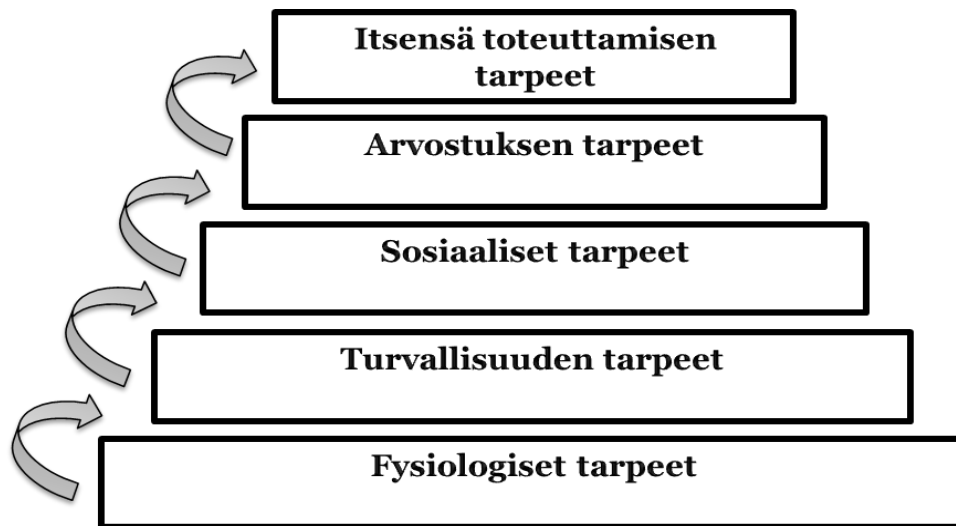 Itsensä toteuttamisen
tarpeet
Arvostuksen tarpeet
Sosiaaliset tarpeet
Turvallisuuden tarpeet
Fysiologiset tarpeet